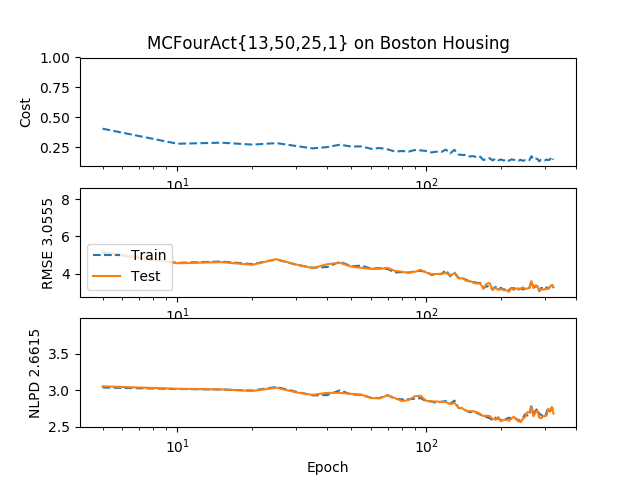 MCFourAct{13,50,25,1} on Boston Housing
1.00
0.75
0.50
0.25
Cost
10¹
10²
8
6
4
RMSE 3.0555
Train
Test
10¹
10²
3.5
3.0
2.5
NLPD 2.6615
10¹
10²
Epoch